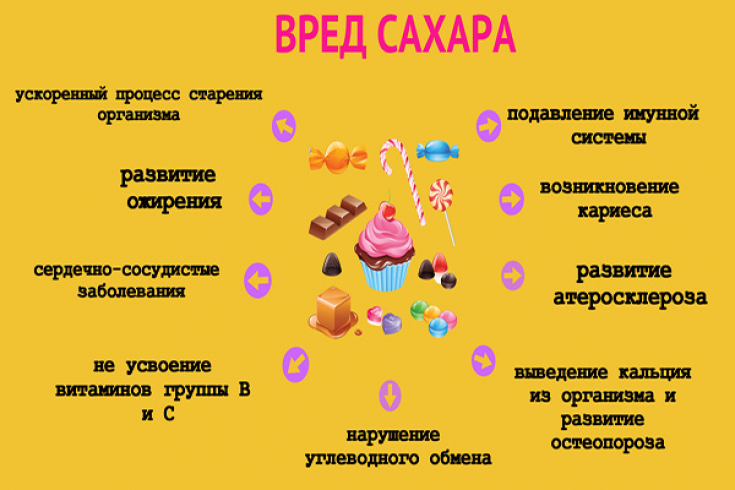 ВРЕД САХАРА
ускоренный процесс старения
организма
развитие
ожирения
сердечно-сосудистые
заболевания
не усвоение
витаминов группы В
и С
нарушение
углеводного обмена
подавление имунной
системы
возникновение
кариеса
развитие
атеросклероза
выведение кальция
из организма и
развитие
остеопороза